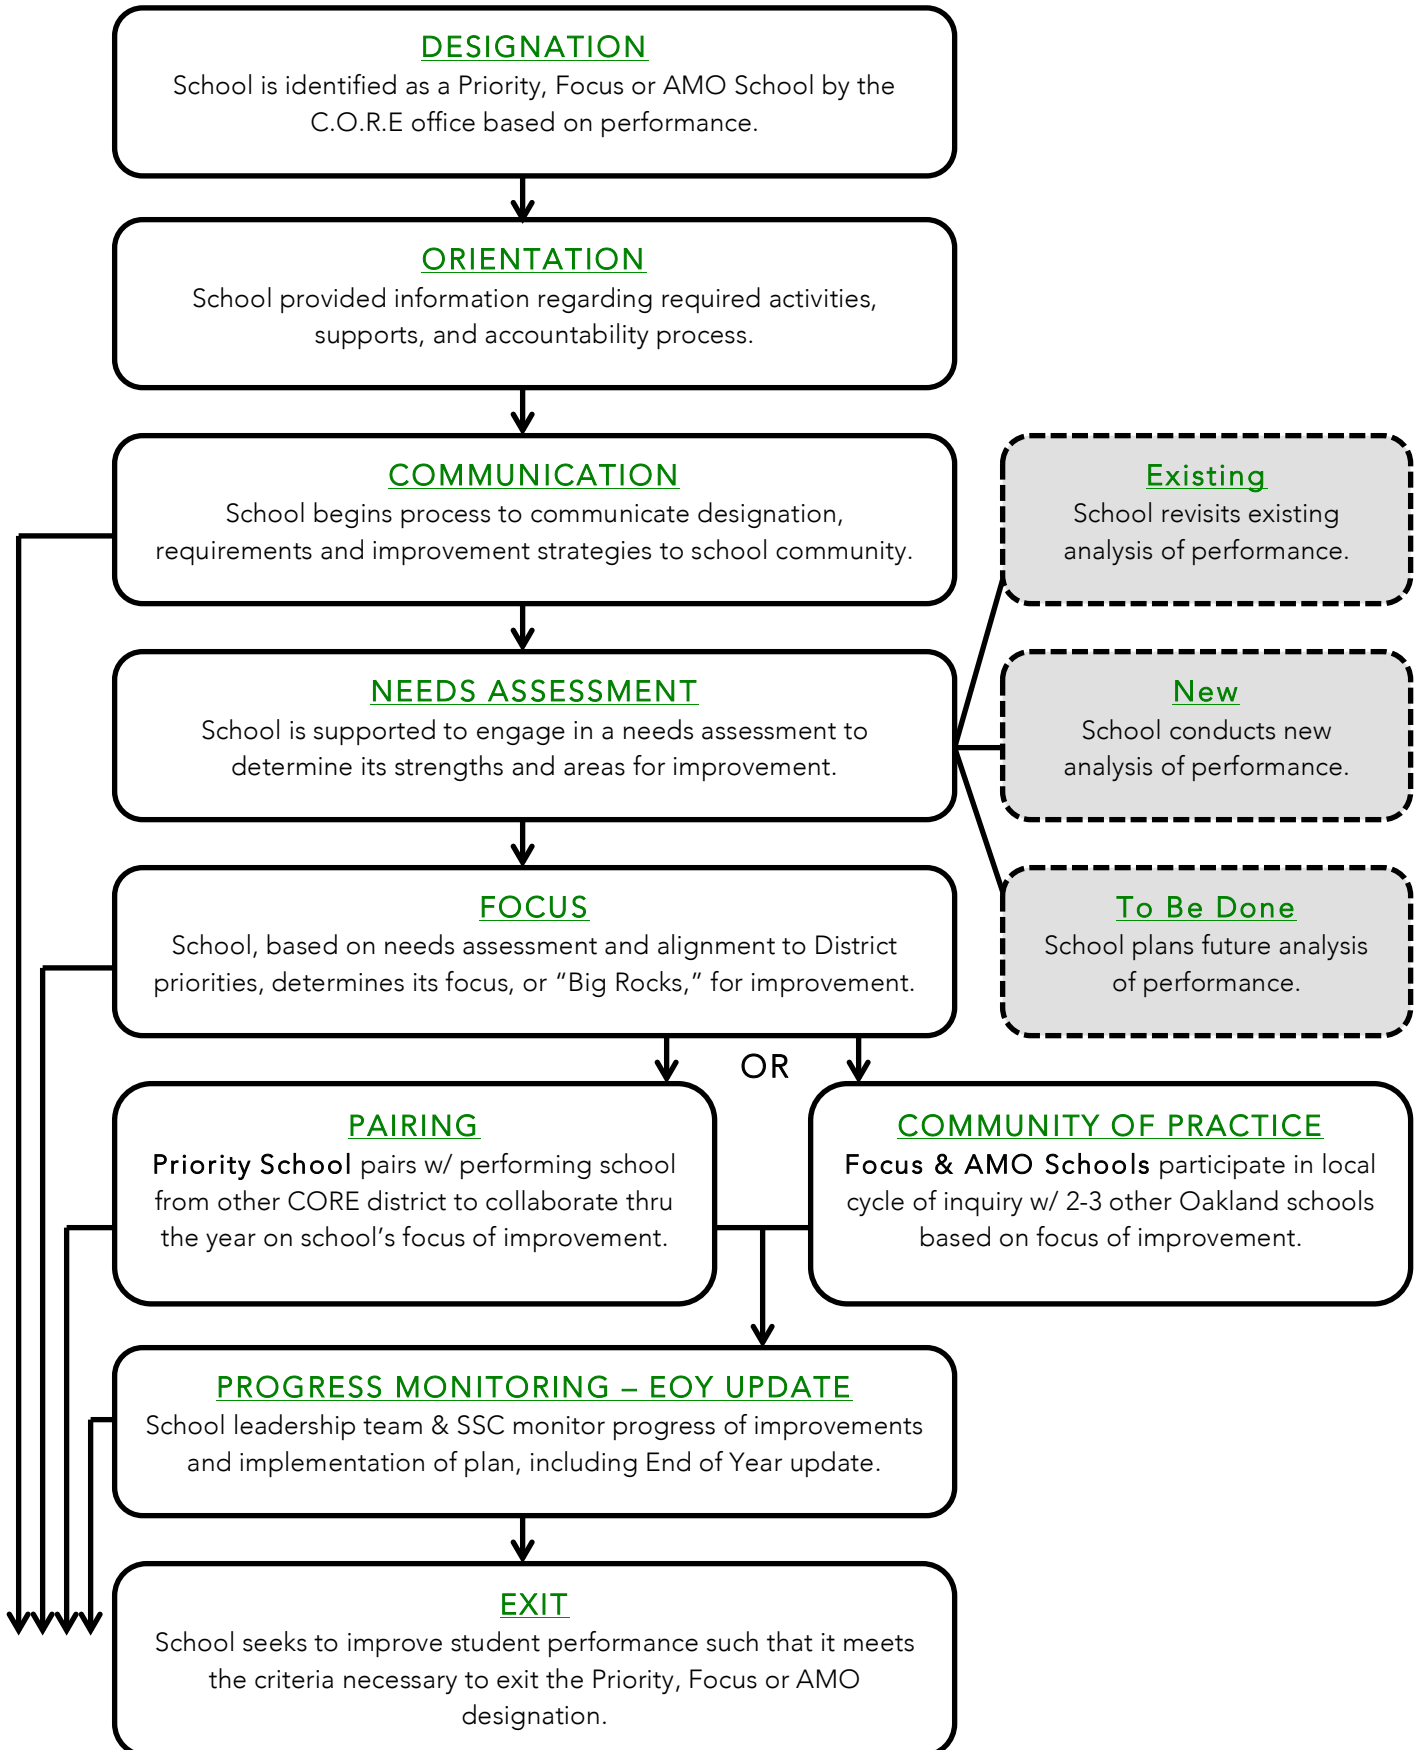 DESIGNATION
School is identified as a Priority, Focus or AMO School by the
C.O.R.E office based on performance.
ORIENTATION
School provided information regarding required activities,
supports, and accountability process.
COMMUNICATION
School begins process to communicate designation,
requirements and improvement strategies to school community.
Existing
School revisits existing
analysis of performance.
NEEDS ASSESSMENT
School is supported to engage in a needs assessment to
determine its strengths and areas for improvement.
New
School conducts new
analysis of performance.
FOCUS
School, based on needs assessment and alignment to District
priorities, determines its focus, or “Big Rocks,” for improvement.
To Be Done
School plans future analysis
of performance.
OR
PAIRING
Priority School pairs w/ performing school
from other CORE district to collaborate thru
the year on school’s focus of improvement.
COMMUNITY OF PRACTICE
Focus & AMO Schools participate in local
cycle of inquiry w/ 2-3 other Oakland schools
based on focus of improvement.
PROGRESS MONITORING – EOY UPDATE
School leadership team & SSC monitor progress of improvements
and implementation of plan, including End of Year update.
EXIT
School seeks to improve student performance such that it meets
the criteria necessary to exit the Priority, Focus or AMO
designation.